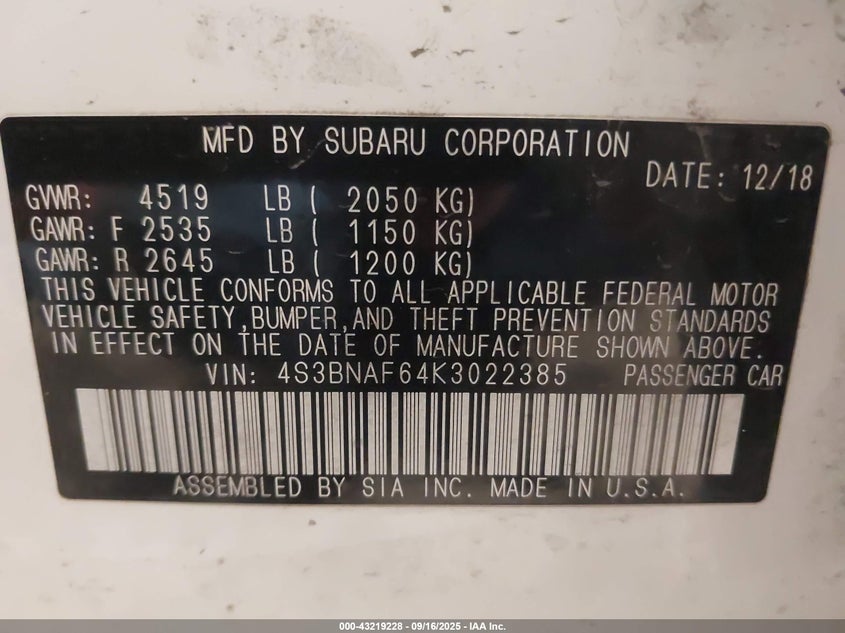 MFD BY SUBARU CORPORATION
DATE: 12/18
GVWR: 4519 LB ( 2050 KG)
GAWR: F 2535 LB ( 1150 KG)
GAWR: R 2645 LB ( 1200 KG)
THIS VEHICLE CONFORMS TO ALL APPLICABLE FEDERAL MOTOR
VEHICLE SAFETY,BUMPER,AND THEFT PREVENTION STANDARDS
IN EFFECT ON THE DATE OF MANUFACTURE SHOWN ABOVE.
VIN: 4S3BNAF64K3022385 PASSENGER CAR
ASSEMBLED BY SIA INC. MADE IN U.S.A.
000-43219228 - 09/16/2025 - IAA Inc.